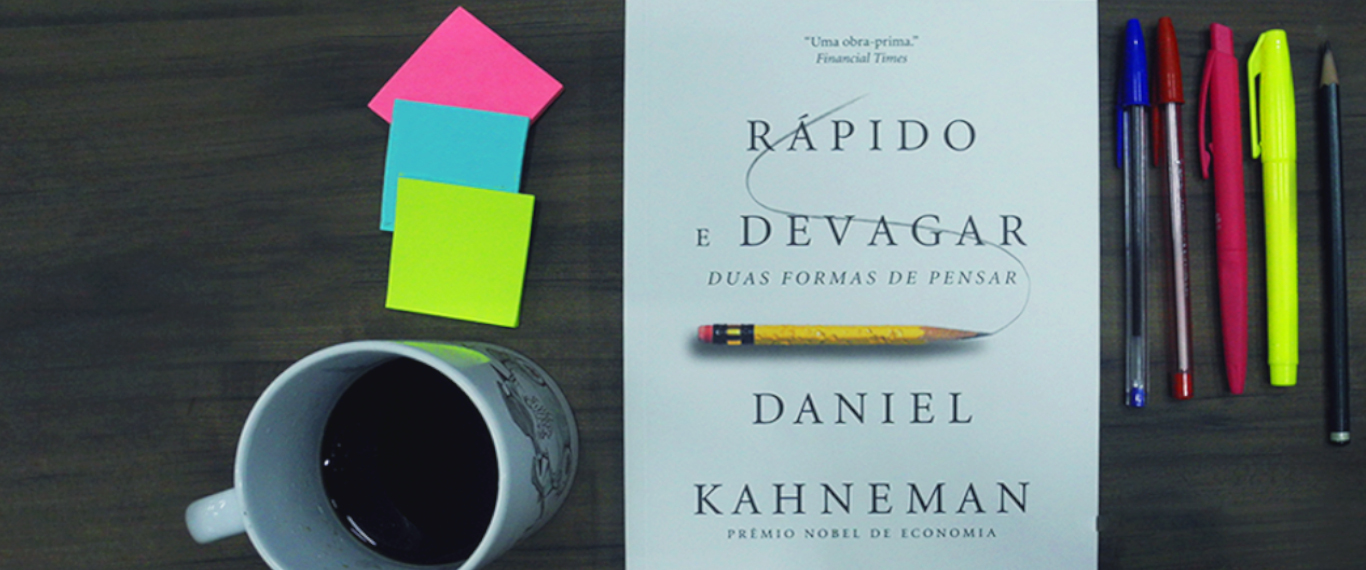 “Uma obra-prima.”
Financial Times
RÁPIDO
E DEVAGAR
DUAS FORMAS DE PENSAR
DANIEL
KAHNEMAN
PRÊMIO NOBEL DE ECONOMIA